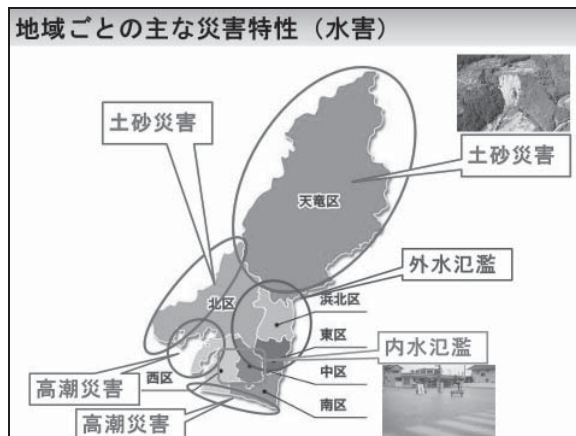 地域ごとの主な災害特性（水害）
土砂災害
土砂災害
天竜区
外水氾濫
北区
浜北区
東区
内水氾濫
中区
西区
高潮災害
南区
高潮災害